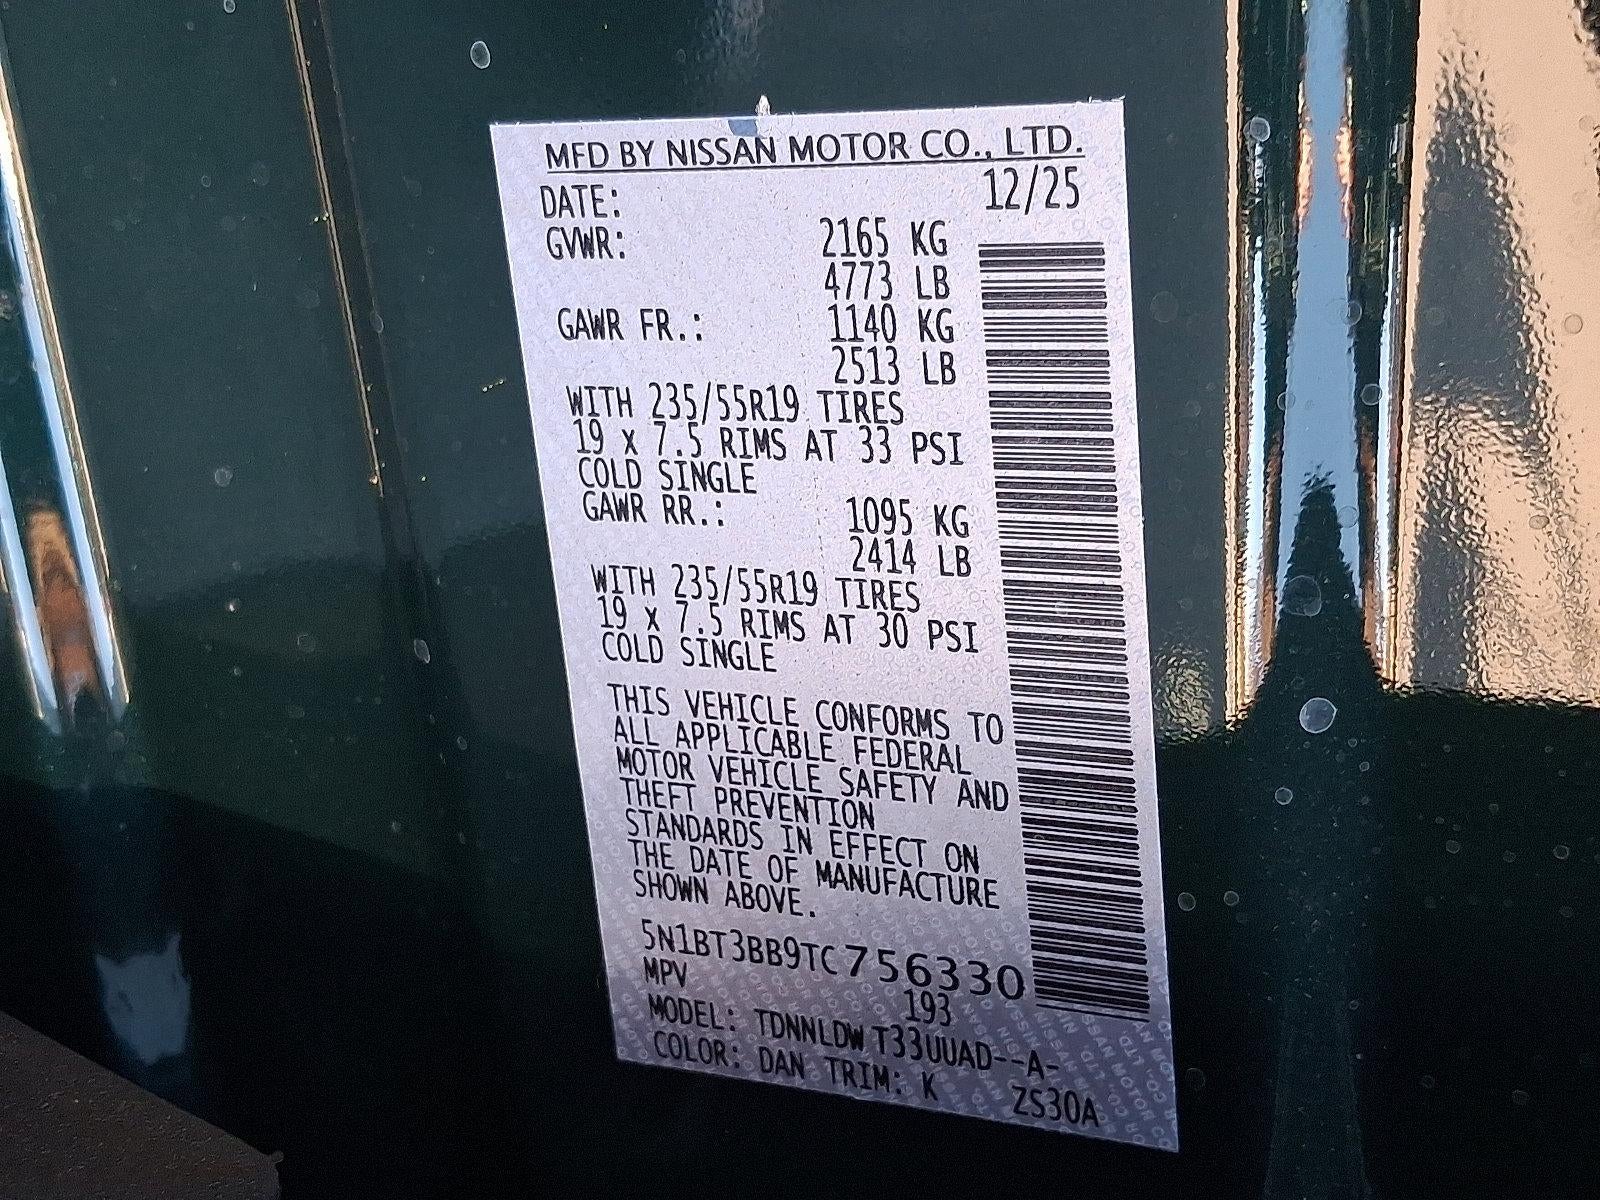 MFD BY NISSAN MOTOR CO., LTD.
DATE: 12/25
GVWR: 2165 KG
4773 LB
GAWR FR.: 1140 KG
2513 LB
WITH 235/55R19 TIRES
19 x 7.5 RIMS AT 33 PSI
COLD SINGLE
GAWR RR.: 1095 KG
2414 LB
WITH 235/55R19 TIRES
19 x 7.5 RIMS AT 30 PSI
COLD SINGLE
THIS VEHICLE CONFORMS TO
ALL APPLICABLE FEDERAL
MOTOR VEHICLE SAFETY AND
THEFT PREVENTION
STANDARDS IN EFFECT ON
THE DATE OF MANUFACTURE
SHOWN ABOVE.
5N1BT3BB9TC756330
MPV 193
MODEL: TDNNLDWT33UUAD--A-
COLOR: DAN TRIM: K ZS30A